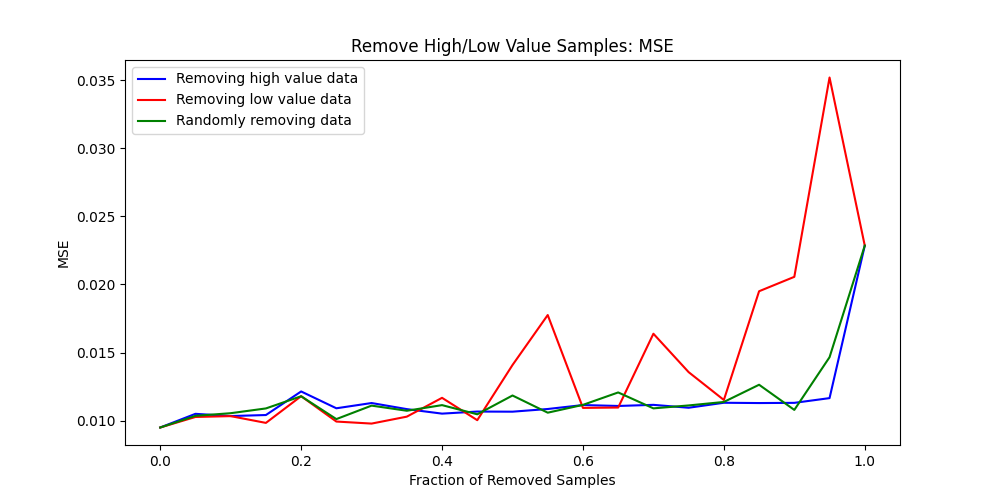 Remove High/Low Value Samples: MSE
Removing high value data
Removing low value data
Randomly removing data
MSE
0.035
0.030
0.025
0.020
0.015
0.010
0.0 0.2 0.4 0.6 0.8 1.0
Fraction of Removed Samples